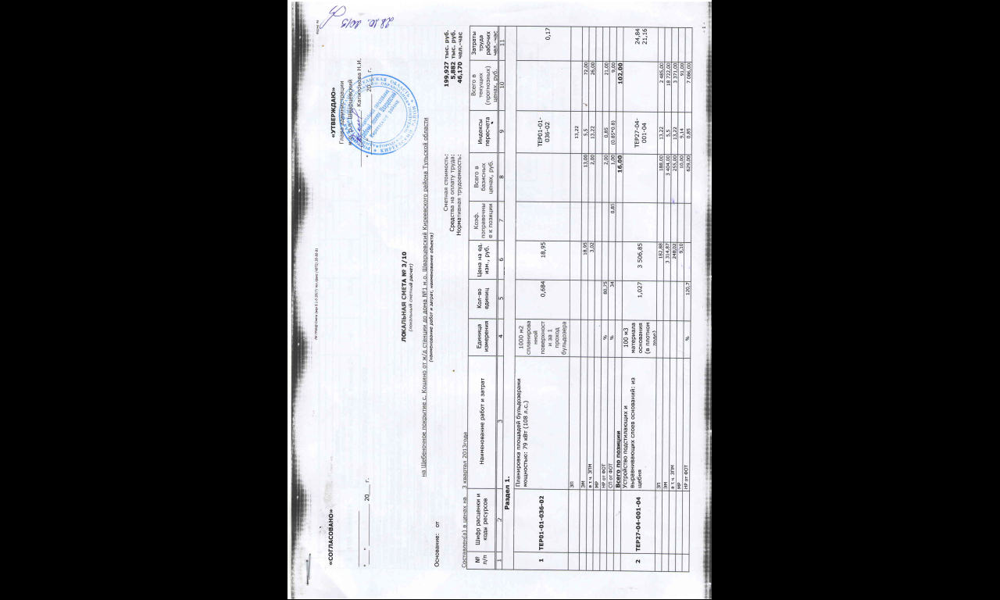 28.10.2013
ПК ГРАНД-Смета (вер.
«СОГЛАСОВАНО»
«УТВЕРЖДАЮ»
Глава администрации
Шварцевский
Капитонова Н.И.
" " 20 г.
" " 20 г.
ЛОКАЛЬНАЯ СМЕТА № 3/10
(локальный сметный расчет)
на Щебеночное покрытие с. Кошино от ж/д станции до дома №1 н.о. Шварцевский Киреевского района Тульской области
(наименование работ и затрат, наименование объекта)
Основание: от
Сметная стоимость: 199,927 тыс. руб.
Средства на оплату труда: 5,882 тыс. руб.
Нормативная трудоемкость: 46,170 чел.-час
Составлен(а) в ценах на 3 квартал 2013года
№ п/п
Шифр расценки и коды ресурсов
Наименование работ и затрат
Единица измерения
Кол-во единиц
Цена на ед. изм., руб.
Коэф. поправочные к позиции
Всего в базисных ценах, руб.
Индексы пересчета
Всего в текущих (прогнозных) ценах, руб.
Затраты труда рабочих чел.-час
1 2 3 4 5 6 7 8 9 10 11
Раздел 1.
1 ТЕР01-01-036-02 Планировка площадей бульдозерами мощностью: 79 кВт (108 л.с.) 1000 м2 спланированной поверхности за 1 проход бульдозера 0,684 18,95 ТЕР01-01-036-02 0,17
ЗП 13,22
ЭМ 18,95 13,00 5,5 72,00
в т.ч. ЗПМ 3,02 2,00 13,22 26,00
МР
НР от ФОТ % 80,75 2,00 0,85 21,00
СП от ФОТ % 34 0,85 1,00 (0.85*0.8) 9,00
Всего по позиции 16,00 102,00
2 ТЕР27-04-001-04 Устройство подстилающих и выравнивающих слоев оснований: из щебня 100 м3 материала основания (в плотном теле) 1,027 3 506,85 ТЕР27-04-001-04 24,84 21,16
ЗП 182,88 188,00 13,22 2 485,00
ЭМ 3 314,87 3 404,00 5,5 18 722,00
в т.ч. ЗПМ 248,02 255,00 13,22 3 371,00
МР 9,10 10,00 9,14 91,00
НР от ФОТ % 120,7 629,00 0,85 7 086,00
- 1 -